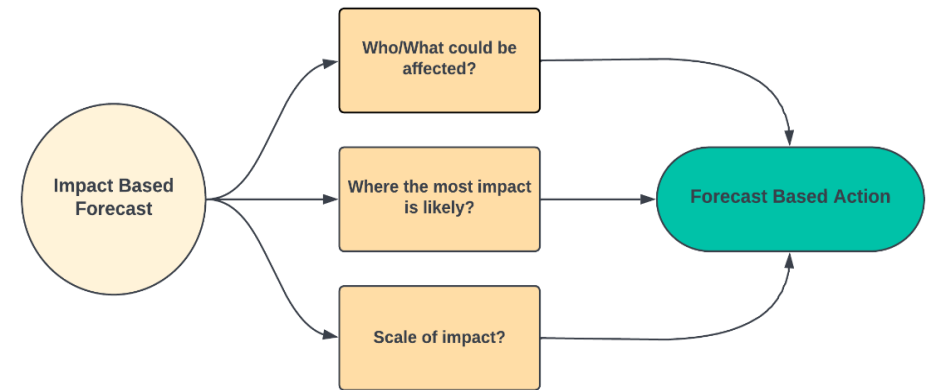 Who/What could be
affected?
Impact Based
Forecast
Where the most impact
is likely?
Forecast Based Action
Scale of impact?